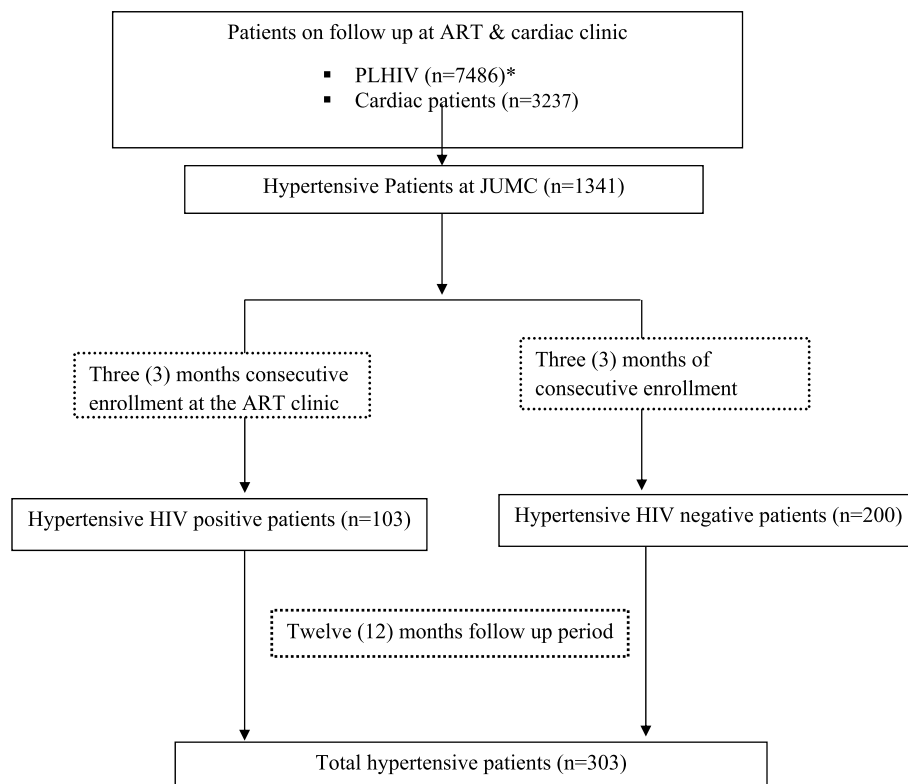 Patients on follow up at ART & cardiac clinic
▪ PLHIV (n=7486)*
▪ Cardiac patients (n=3237)
Hypertensive Patients at JUMC (n=1341)
Three (3) months consecutive
enrollment at the ART clinic
Three (3) months of
consecutive enrollment
Hypertensive HIV positive patients (n=103)
Hypertensive HIV negative patients (n=200)
Twelve (12) months follow up period
Total hypertensive patients (n=303)